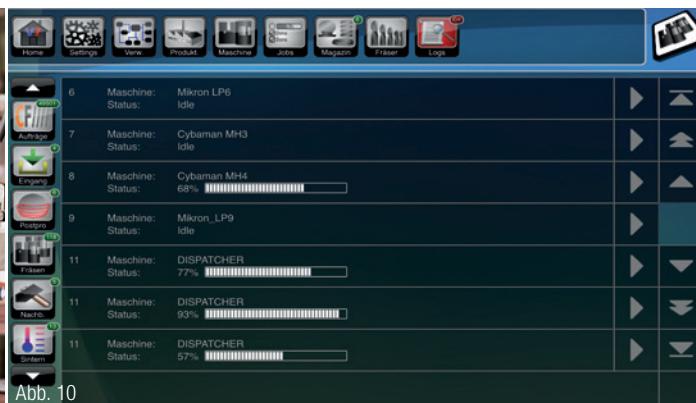 Home Settings Verw. Produkt. Maschine Jobs Magazin Fräser Logs
Aufträge
Eingang
Postpro
Fräsen
Nachb.
Sintern
6 Maschine: Mikron LP6
Status: Idle
7 Maschine: Cybaman MH3
Status: Idle
8 Maschine: Cybaman MH4
Status: 68%
9 Maschine: Mikron_LP9
Status: Idle
11 Maschine: DISPATCHER
Status: 77%
11 Maschine: DISPATCHER
Status: 93%
11 Maschine: DISPATCHER
Status: 57%
Abb. 10